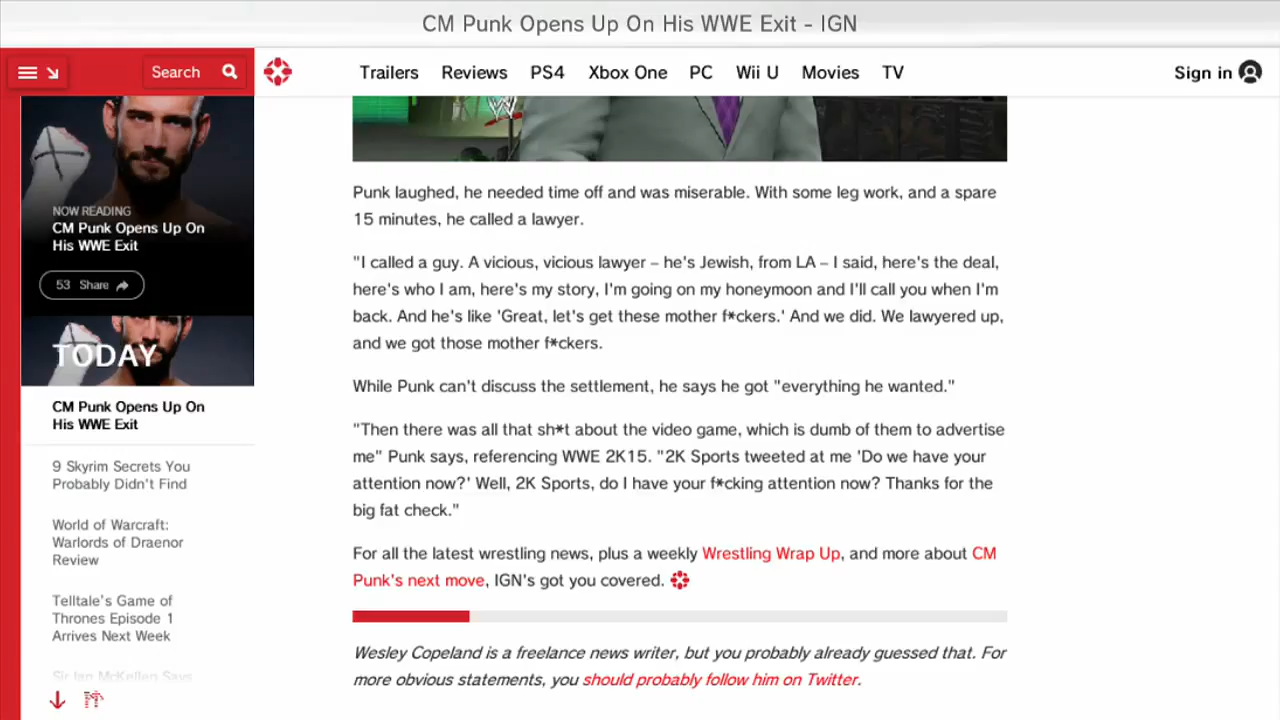 CM Punk Opens Up On His WWE Exit - IGN
Search
Trailers Reviews PS4 Xbox One PC Wii U Movies TV
Sign in
NOW READING
CM Punk Opens Up On
His WWE Exit
53 Share
TODAY
CM Punk Opens Up On
His WWE Exit
9 Skyrim Secrets You
Probably Didn't Find
World of Warcraft:
Warlords of Draenor
Review
Telltale's Game of
Thrones Episode 1
Arrives Next Week
Sir Ian McKellen Says
Punk laughed, he needed time off and was miserable. With some leg work, and a spare
15 minutes, he called a lawyer.
"I called a guy. A vicious, vicious lawyer – he's Jewish, from LA – I said, here's the deal,
here's who I am, here's my story, I'm going on my honeymoon and I'll call you when I'm
back. And he's like 'Great, let's get these mother f*ckers.' And we did. We lawyered up,
and we got those mother f*ckers.
While Punk can't discuss the settlement, he says he got "everything he wanted."
"Then there was all that sh*t about the video game, which is dumb of them to advertise
me" Punk says, referencing WWE 2K15. "2K Sports tweeted at me 'Do we have your
attention now?' Well, 2K Sports, do I have your f*cking attention now? Thanks for the
big fat check."
For all the latest wrestling news, plus a weekly Wrestling Wrap Up, and more about CM
Punk's next move, IGN's got you covered.
Wesley Copeland is a freelance news writer, but you probably already guessed that. For
more obvious statements, you should probably follow him on Twitter.